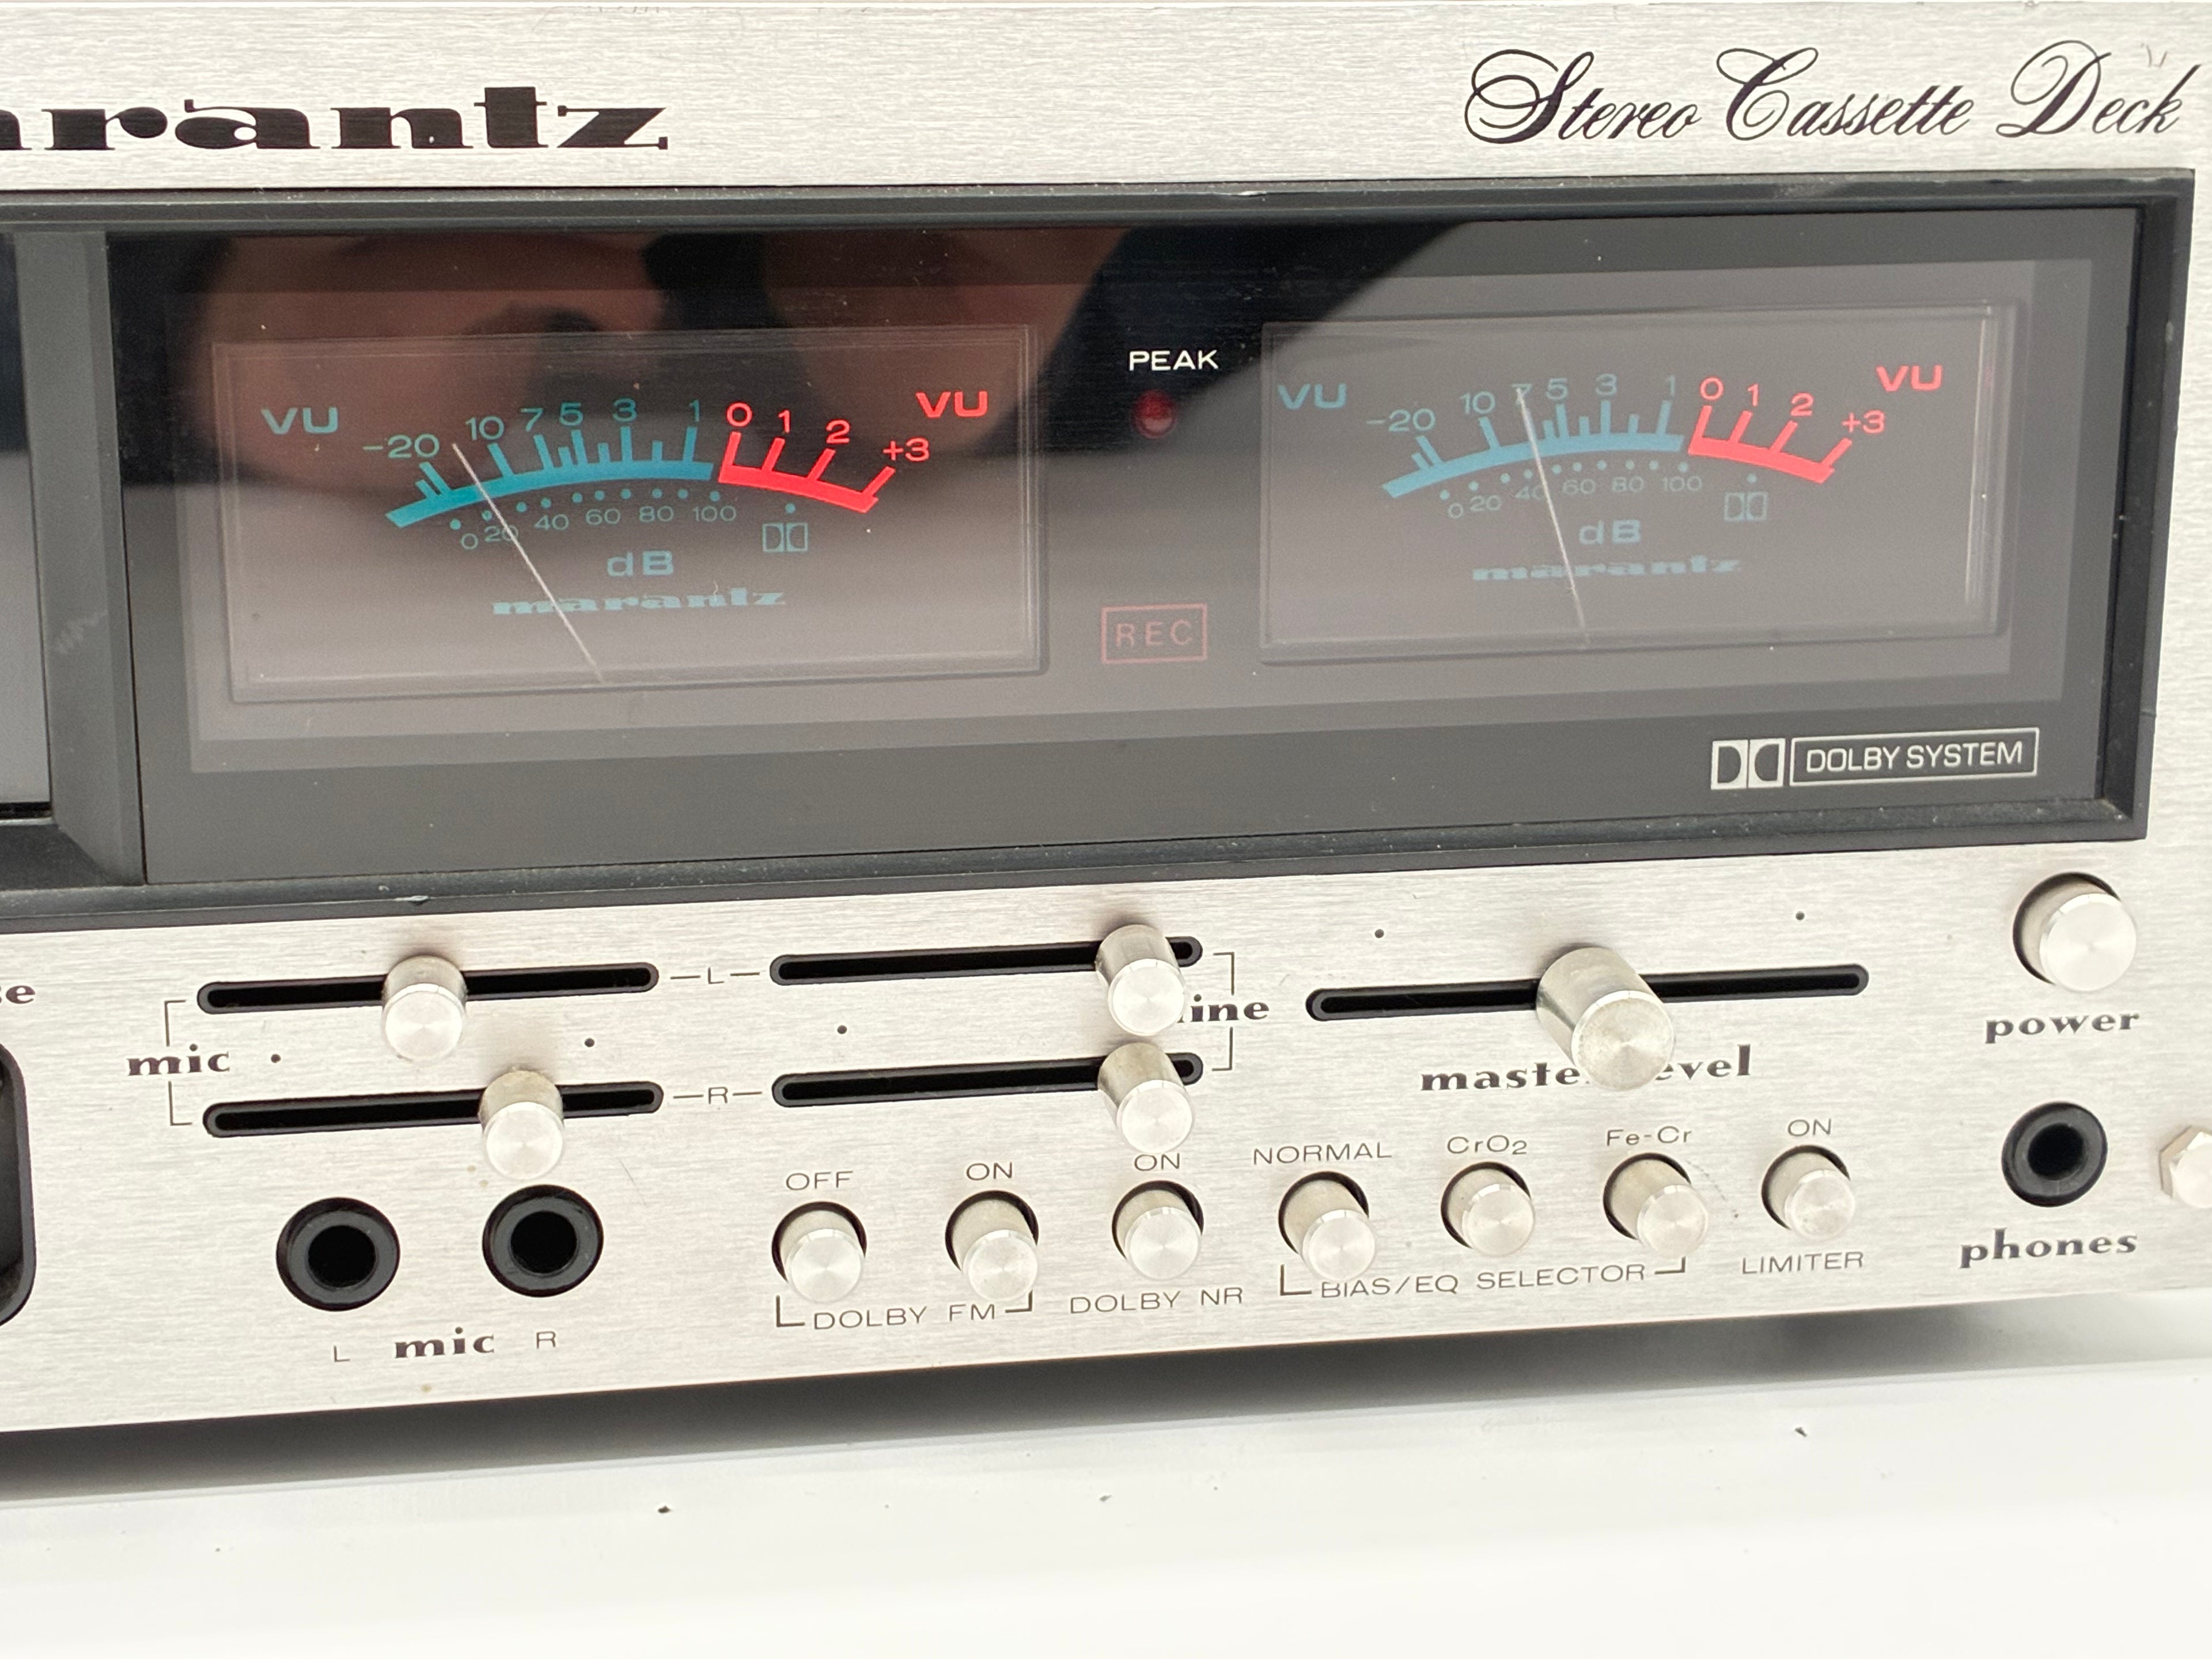 arantz
Stereo Cassette Deck
VU -20 10 7 5 3 1 0 1 2 +3 VU
0 20 40 60 80 100
dB
marantz
PEAK
REC
VU -20 10 7 5 3 1 0 1 2 +3 VU
0 20 40 60 80 100
dB
marantz
DOLBY SYSTEM
e
mic
L
R
ine
maste evel
power
OFF
ON
DOLBY FM
ON
DOLBY NR
NORMAL
CrO2
Fe-Cr
BIAS/EQ SELECTOR
ON
LIMITER
phones
L mic R